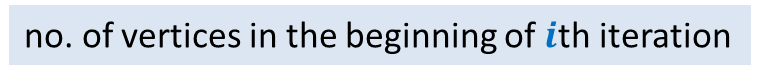 no. of vertices in the beginning of ith iteration